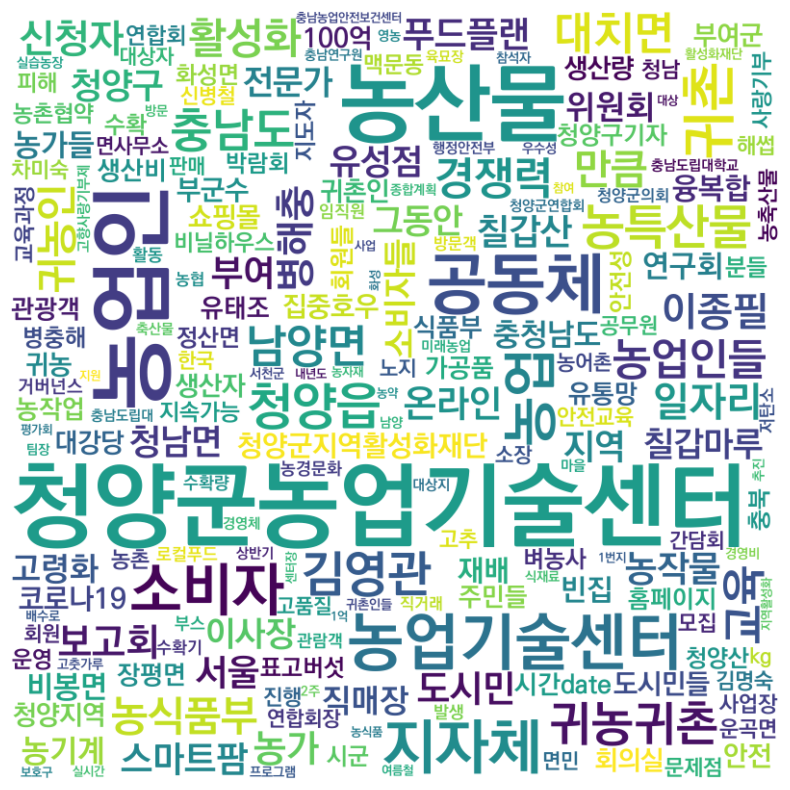 충남농업안전보건센터
신청자
연합회
활성화
100억
영농
푸드플랜
대치면
부여군
실습농장
대상자
충남연구원
육묘장
참석자
활성화재단
피해
청양구
화성면
전문가
맥문동
농산물
생산량
청남
귀촌
사랑기부
농촌협약
신병철
방문
대상
수확
충남도
지도자
행정안전부
우수성
위원회
농가들
면사무소
유성점
경쟁력
청양구기자
해썹
차미숙
생산비
판매
박람회
만큼
충남도립대학교
교육과정
고향사랑기부제
귀농인
농업인
부군수
귀촌인
종합계획
참여
청양군의회
융복합
농축산물
쇼핑몰
병해충
임직원
그동안
청양군연합회
칠갑산
농특산물
비닐하우스
회원들
소비자들
사업
방문객
활동
부여
농협
공동체
안전성
연구회
분들
관광객
유태조
집중호우
화성
이종필
병충해
정산면
축산물
식품부
충청남도
공무원
귀농
한국
미래농업
노지
가공품
농어촌
농업인들
거버넌스
지원
서천군
내년도
농자재
생산자
청양읍
남양면
농업
유통망
농작업
충남도립대
지속가능
농약
온라인
안전교육
저탄소
일자리
평가회
남양
팀장
대강당
청남면
청양군지역활성화재단
소장
지역
칠갑마루
농경문화
마을
추진
청양군농업기술센터
수확량
대상지
충북
경영체
고추
간담회
고령화
농촌
로컬푸드
상반기
센터장
김영관
벼농사
1번지
경영비
코로나19
소비자
재배
농작물
식재료
빈집
홈페이지
교육
지역활성화
배수로
고품질
귀촌인들
직거래
주민들
회원
보고회
이사장
부스
1억
관람객
농업기술센터
모집
운영
고춧가루
수확기
서울
표고버섯
청양산
kg
비봉면
장평면
진행
2주
직매장
도시민
시간date
도시민들
김명숙
청양지역
농식품부
연합회장
발생
귀농귀촌
사업장
운곡면
농기계
스마트팜
농가
시군
농식품
지자체
면민
회의실
문제점
안전
보호구
실시간
프로그램
여름철